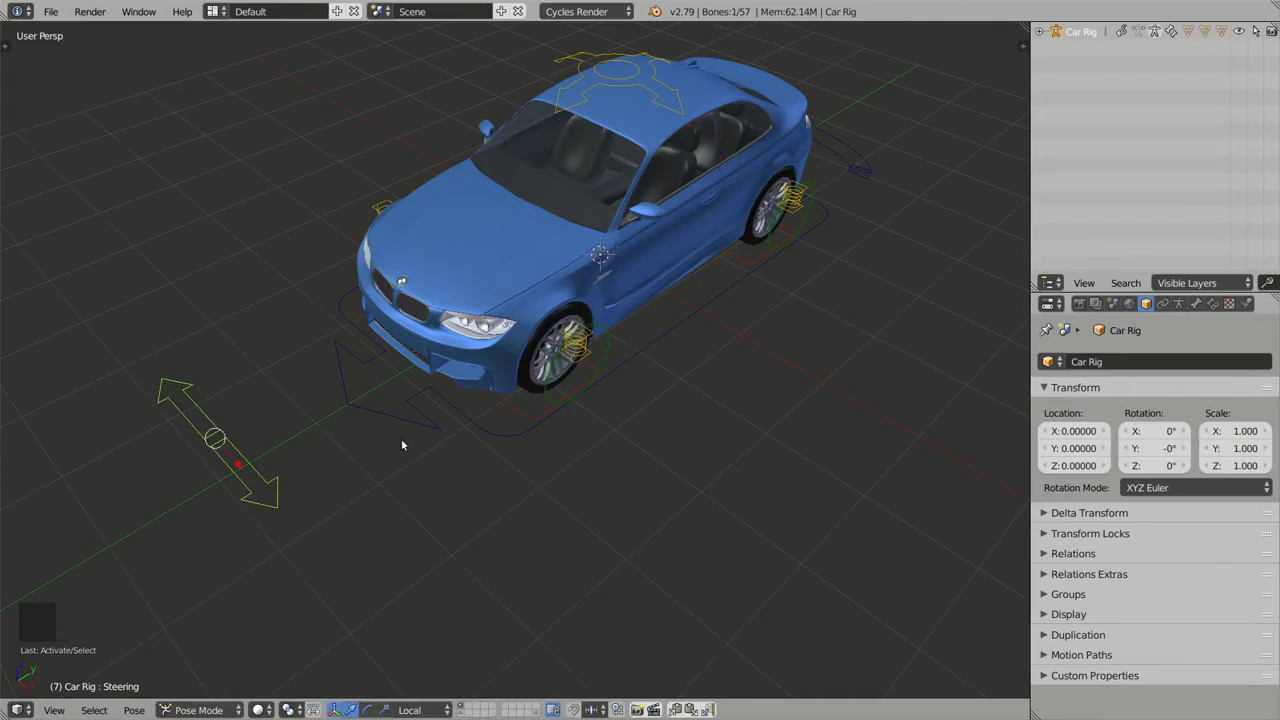 File Render Window Help Default Scene Cycles Render v2.79 | Bones:1/57 | Mem:62.14M | Car Rig
User Persp
Car Rig
View Search Visible Layers
Car Rig
Car Rig
Transform
Location: Rotation: Scale:
X: 0.00000 X: 0° X: 1.000
Y: 0.00000 Y: -0° Y: 1.000
Z: 0.00000 Z: 0° Z: 1.000
Rotation Mode: XYZ Euler
Delta Transform
Transform Locks
Relations
Relations Extras
Groups
Display
Duplication
Motion Paths
Custom Properties
Last: Activate/Select
(7) Car Rig : Steering
View Select Pose Pose Mode Local